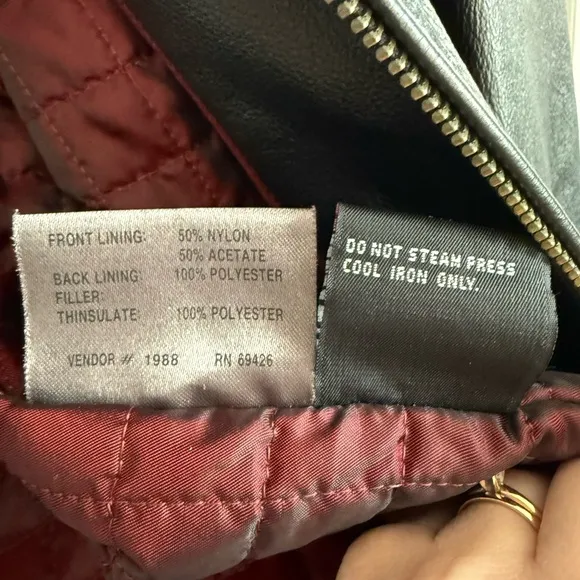 FRONT LINING: 50% NYLON
50% ACETATE
BACK LINING: 100% POLYESTER
FILLER:
THINSULATE: 100% POLYESTER
VENDOR # 1988 RN 69426
DO NOT STEAM PRESS
COOL IRON ONLY.